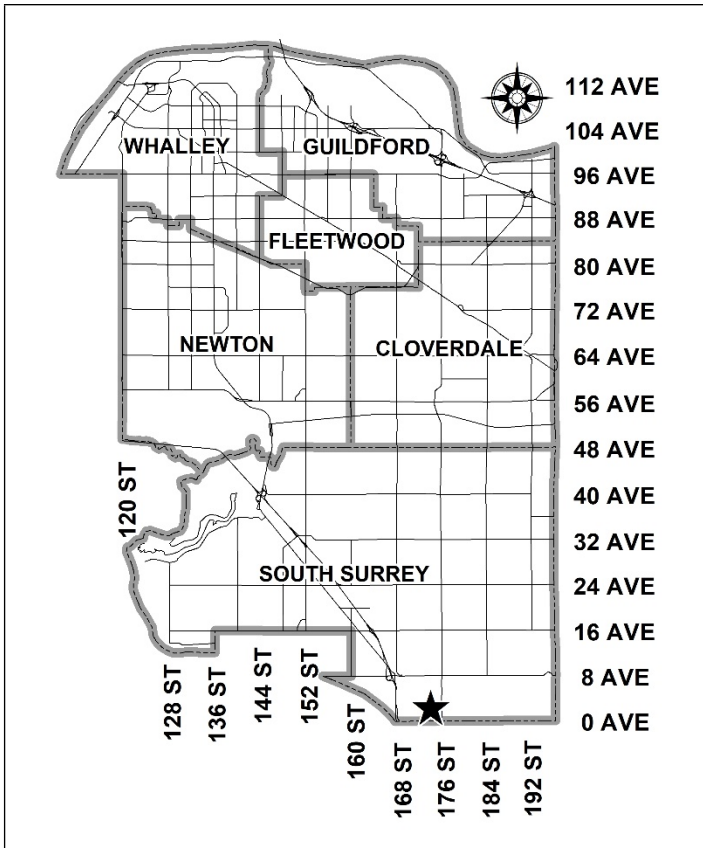 112 AVE
104 AVE
WHALLEY
GUILDFORD
96 AVE
88 AVE
FLEETWOOD
80 AVE
72 AVE
NEWTON
CLOVERDALE
64 AVE
56 AVE
48 AVE
120 ST
40 AVE
32 AVE
SOUTH SURREY
24 AVE
16 AVE
8 AVE
128 ST
136 ST
144 ST
152 ST
160 ST
0 AVE
168 ST
176 ST
184 ST
192 ST